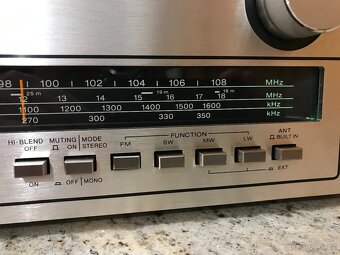 98 100 102 104 106 108 MHz
25 m 19 m 16 m
12 13 14 15 16 17 18 MHz
1100 1200 1300 1400 1500 1600 kHz
270 300 330 350 kHz
HI-BLEND MUTING MODE FUNCTION ANT
OFF ON STEREO FM SW MW LW BUILT IN
ON OFF MONO EXT